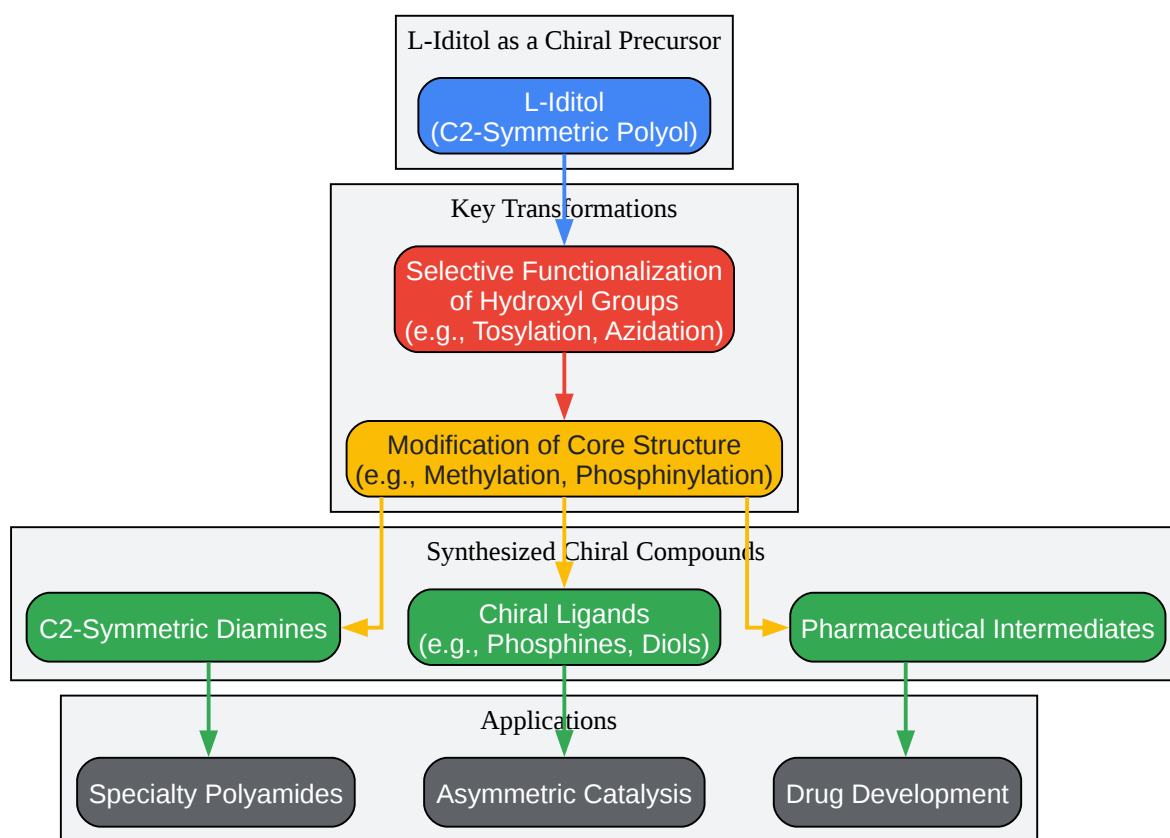 L-Iditol as a Chiral Precursor
L-Iditol
(C2-Symmetric Polyol)
Key Transformations
Selective Functionalization
of Hydroxyl Groups
(e.g., Tosylation, Azidation)
Modification of Core Structure
(e.g., Methylation, Phosphinylation)
Synthesized Chiral Compounds
C2-Symmetric Diamines
Chiral Ligands
(e.g., Phosphines, Diols)
Pharmaceutical Intermediates
Applications
Specialty Polyamides
Asymmetric Catalysis
Drug Development